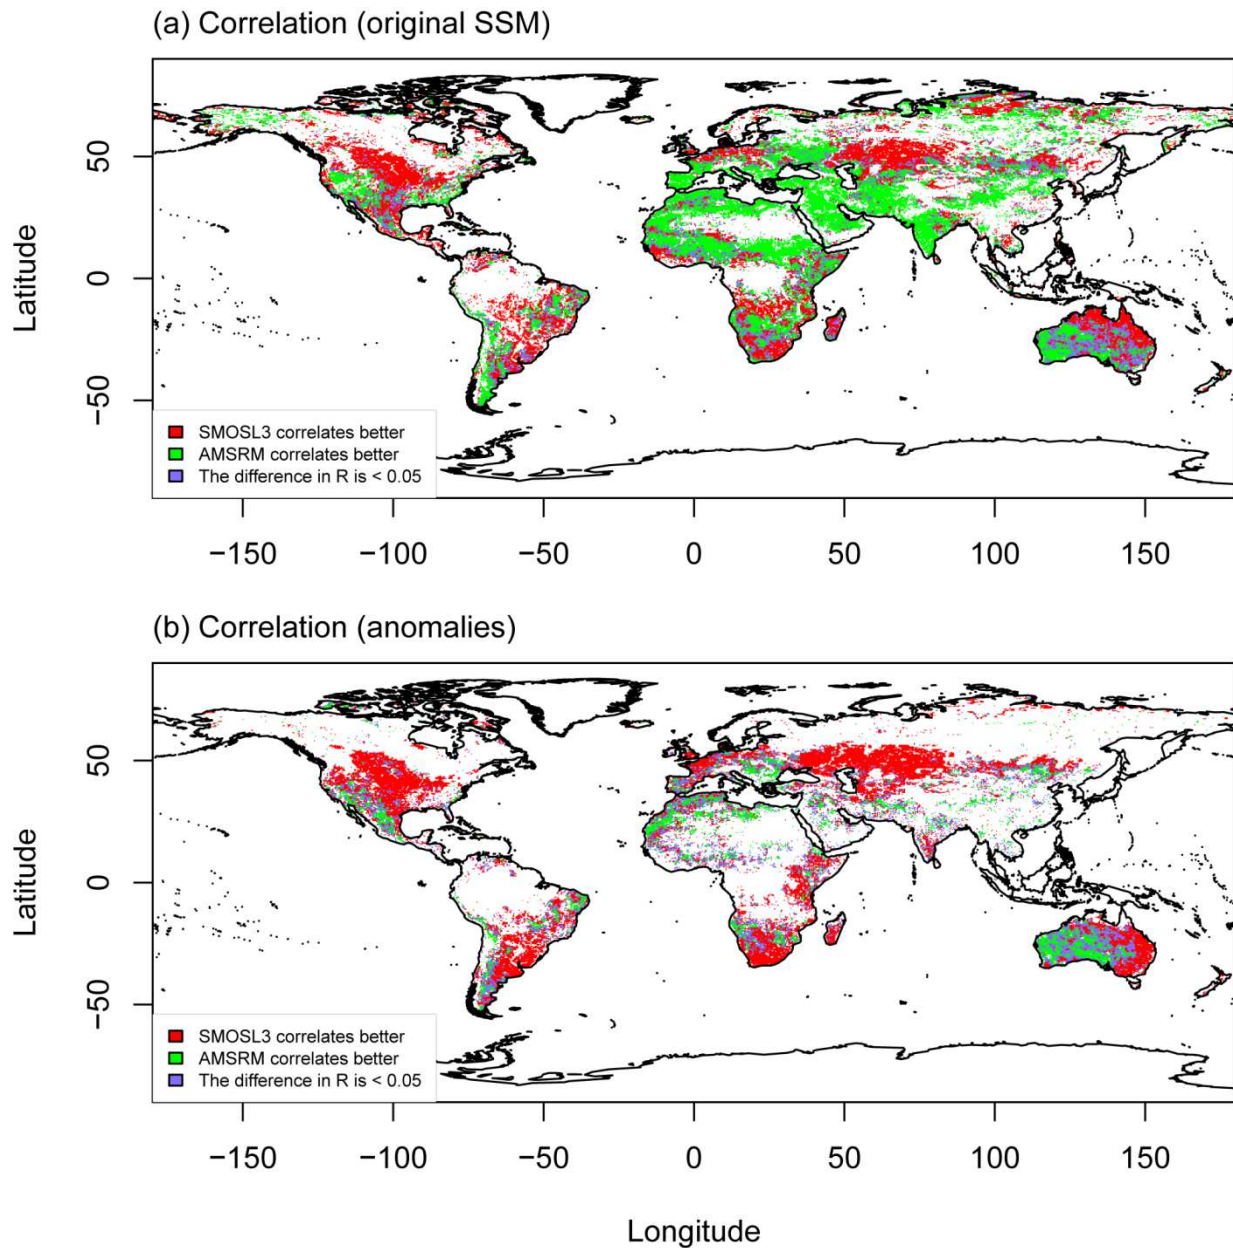 (a) Correlation (original SSM)
Latitude
50
0
−50
SMOSL3 correlates better
AMSRM correlates better
The difference in R is < 0.05
−150 −100 −50 0 50 100 150
(b) Correlation (anomalies)
Latitude
50
0
−50
SMOSL3 correlates better
AMSRM correlates better
The difference in R is < 0.05
−150 −100 −50 0 50 100 150
Longitude